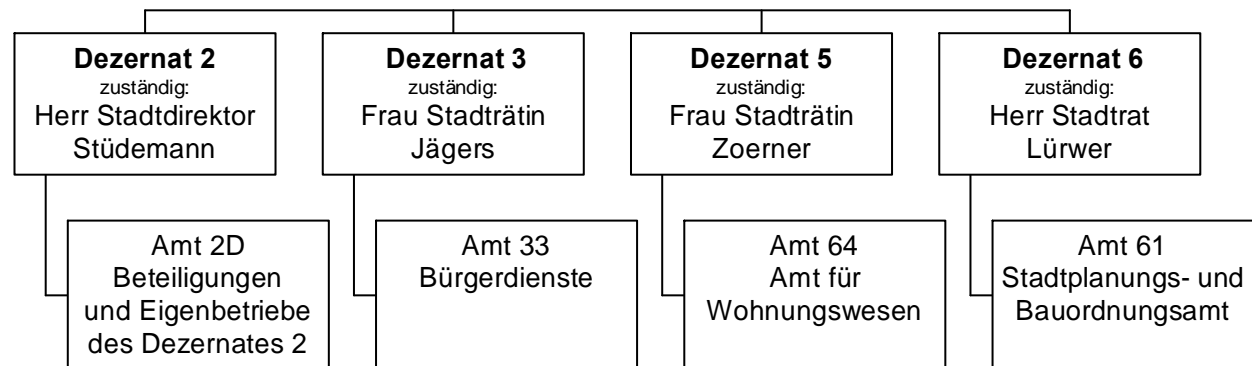 Dezernat 2
zuständig:
Herr Stadtdirektor
Stüdemann
Dezernat 3
zuständig:
Frau Stadträtin
Jägers
Dezernat 5
zuständig:
Frau Stadträtin
Zoerner
Dezernat 6
zuständig:
Herr Stadtrat
Lürwer
Amt 2D
Beteiligungen
und Eigenbetriebe
des Dezernates 2
Amt 33
Bürgerdienste
Amt 64
Amt für
Wohnungswesen
Amt 61
Stadtplanungs- und
Bauordnungsamt